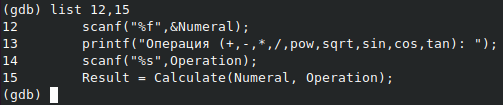 (gdb) list 12,15
12 scanf("%f",&Numeral);
13 printf("Операция (+,-,*,/,pow,sqrt,sin,cos,tan): ");
14 scanf("%s",Operation);
15 Result = Calculate(Numeral, Operation);
(gdb)